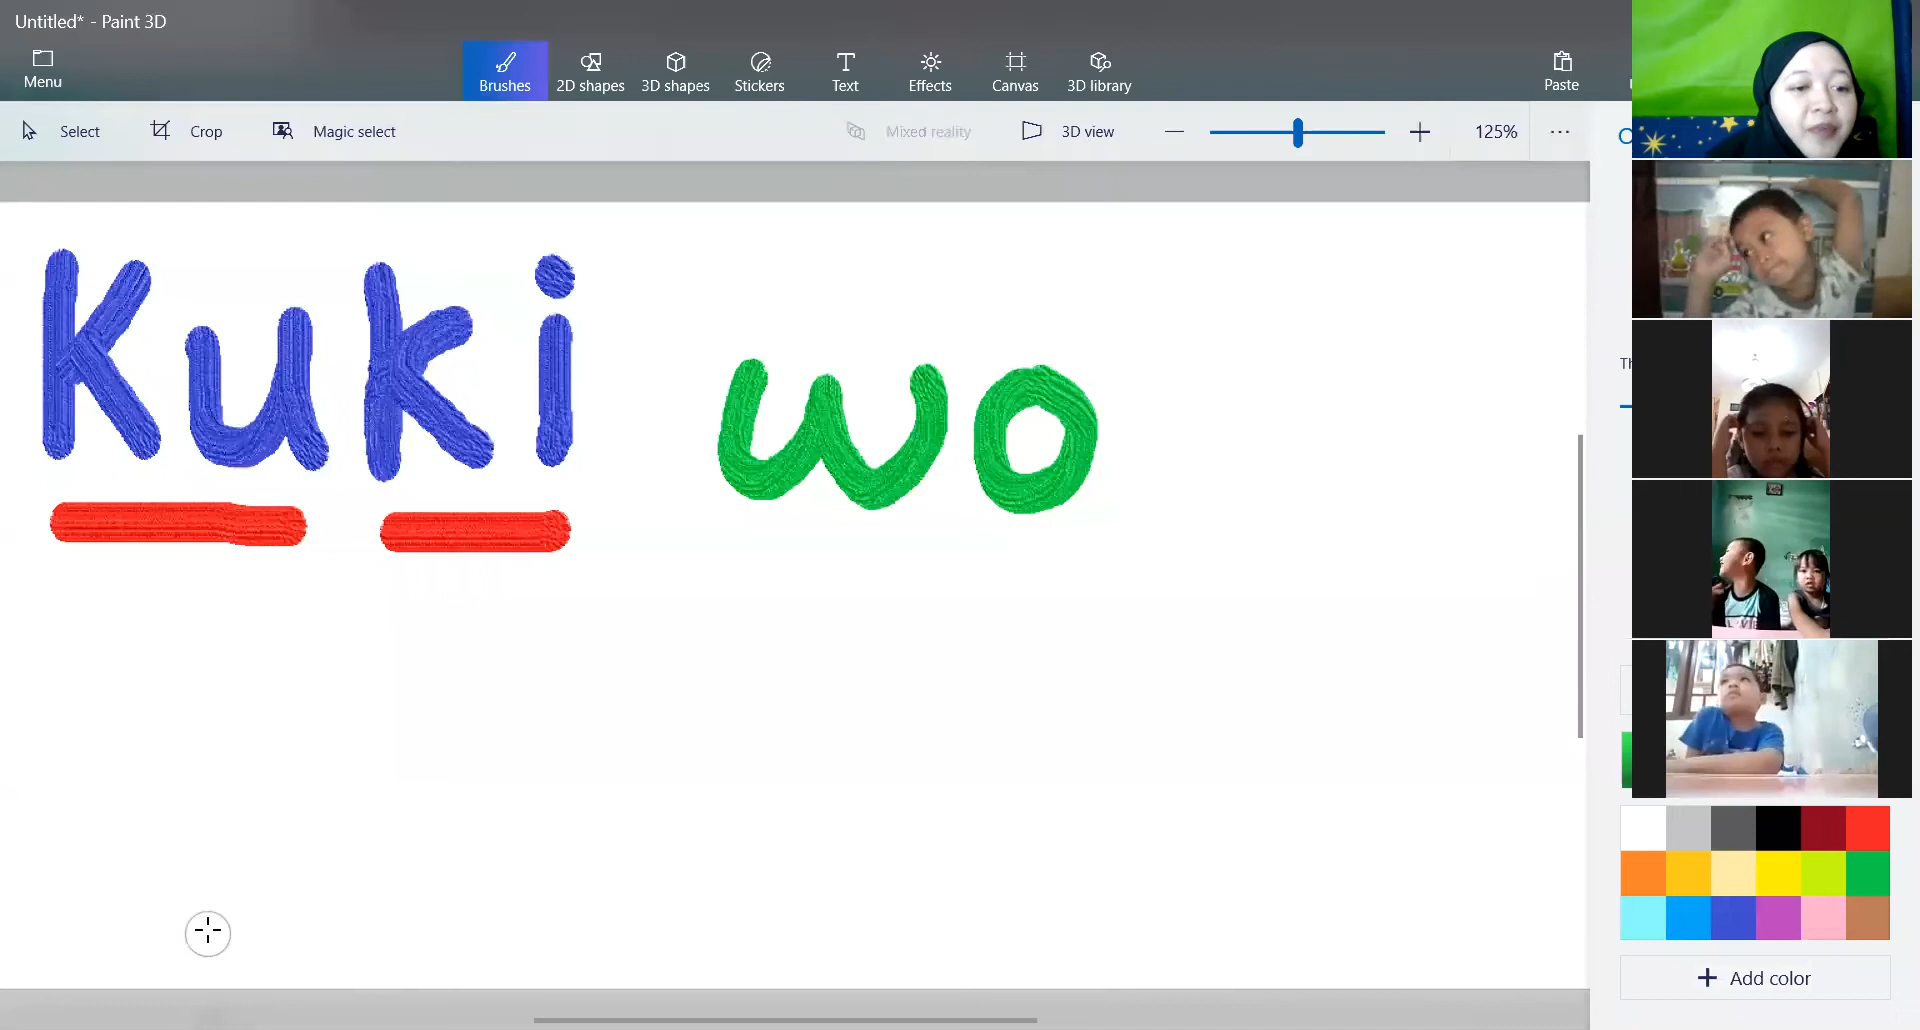 Untitled* - Paint 3D
Menu
Brushes
2D shapes
3D shapes
Stickers
Text
Effects
Canvas
3D library
Paste
Select
Crop
Magic select
Mixed reality
3D view
125%
Kuki wo
Add color